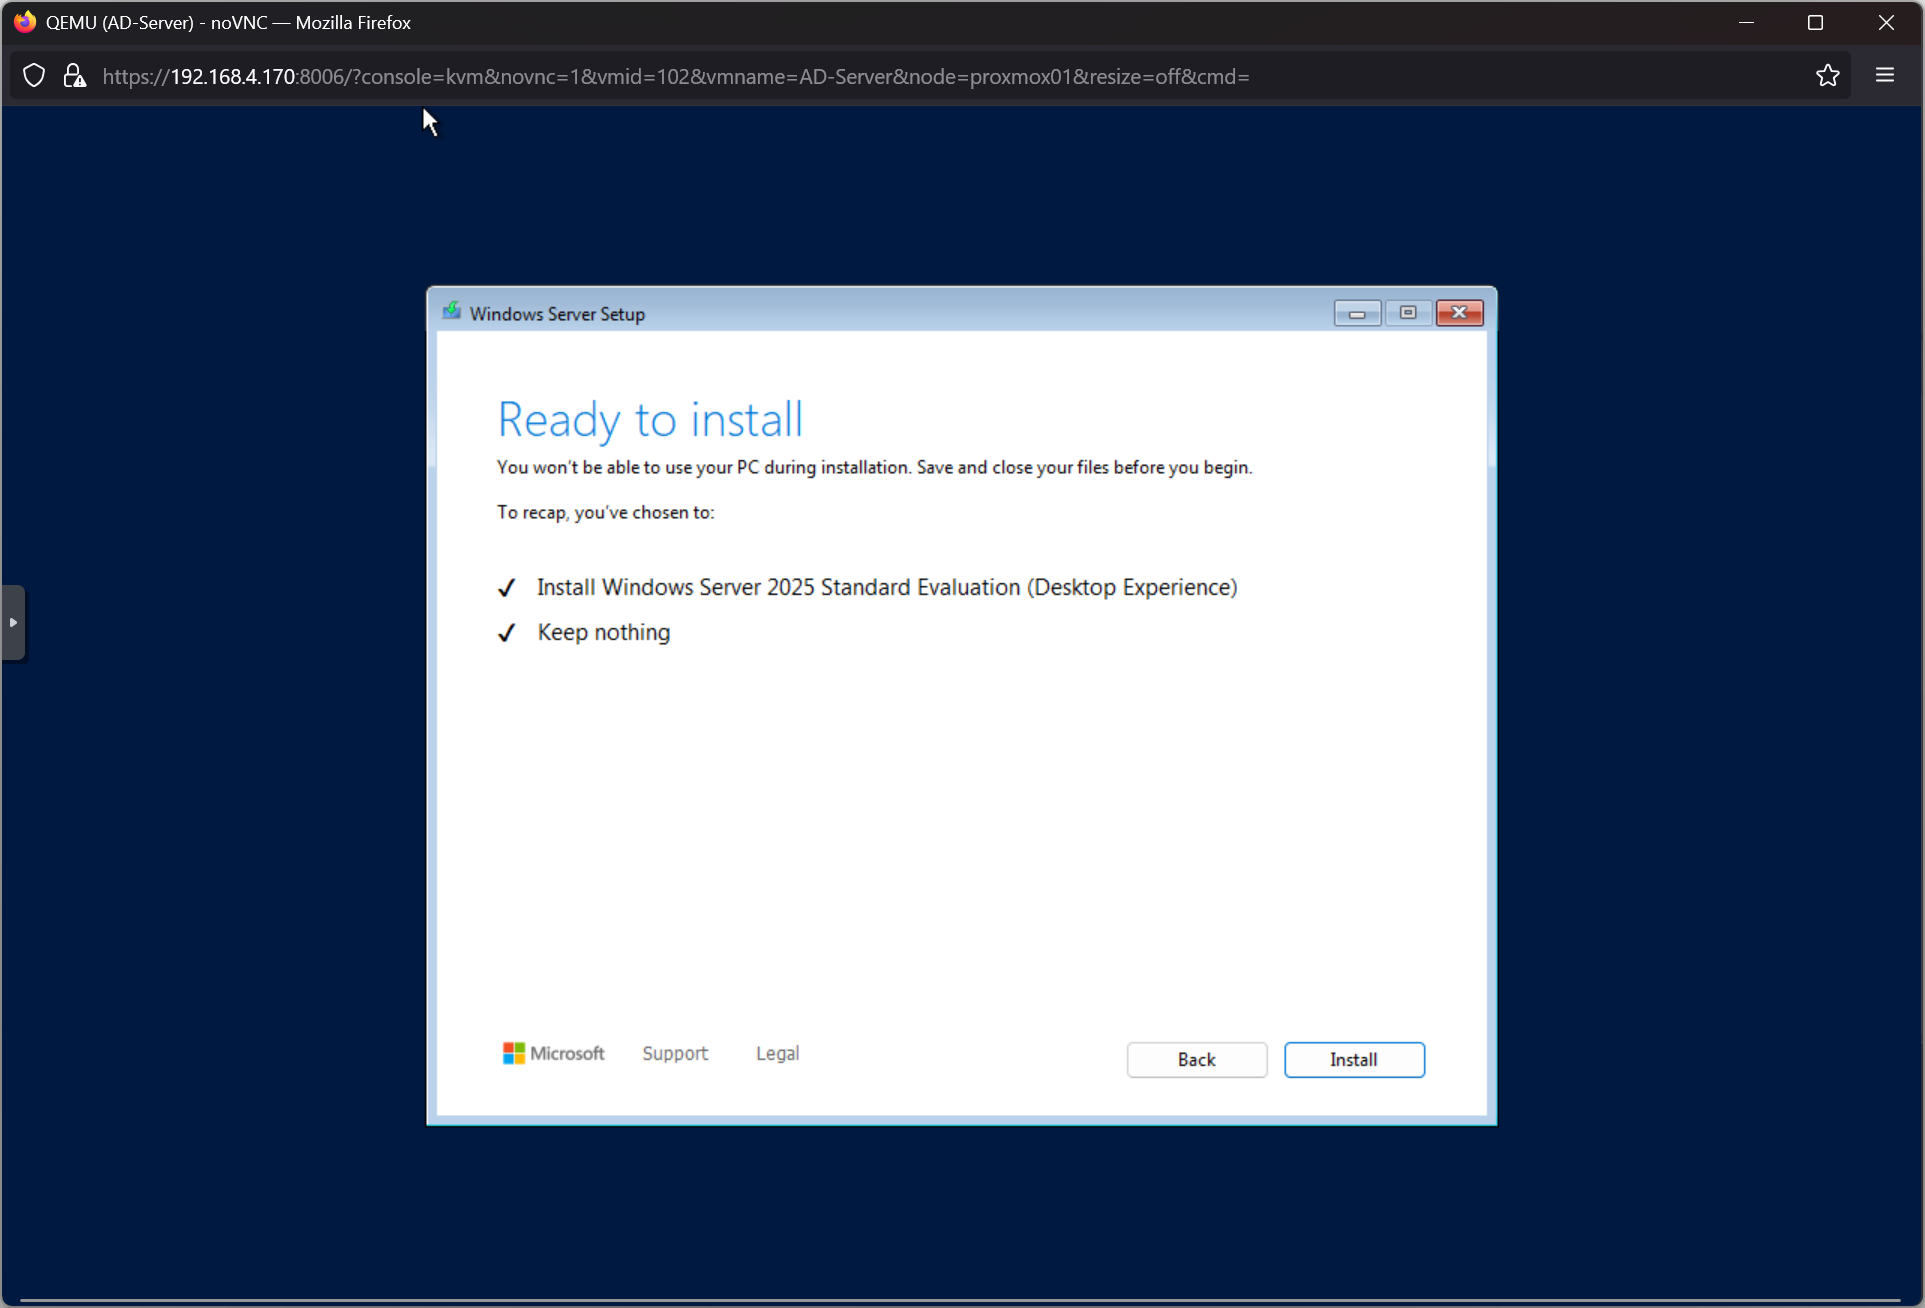 QEMU (AD-Server) - noVNC — Mozilla Firefox
https://192.168.4.170:8006/?console=kvm&novnc=1&vmid=102&vmname=AD-Server&node=proxmox01&resize=off&cmd=
Windows Server Setup
Ready to install
You won't be able to use your PC during installation. Save and close your files before you begin.
To recap, you've chosen to:
✓ Install Windows Server 2025 Standard Evaluation (Desktop Experience)
✓ Keep nothing
Microsoft Support Legal Back Install